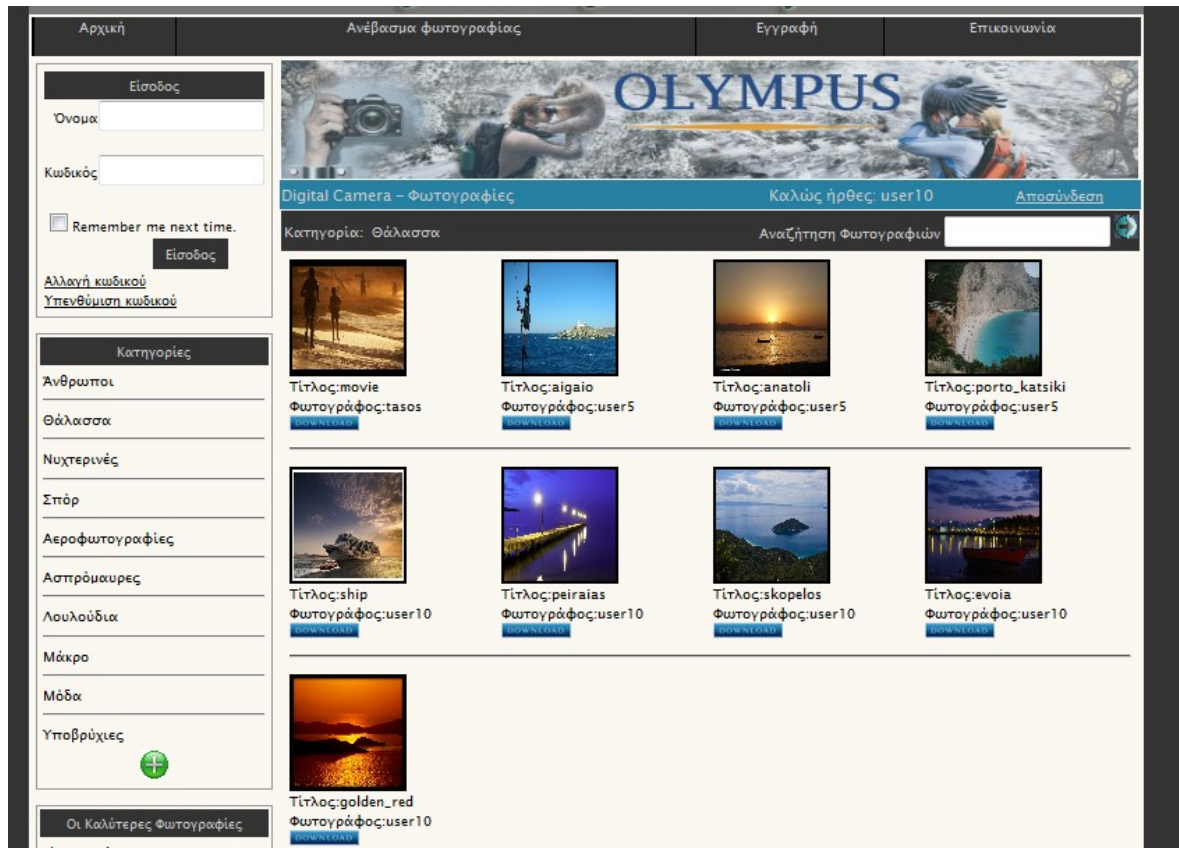 Αρχική
Ανέβασμα φωτογραφίας
Εγγραφή
Επικοινωνία
Είσοδος
Όνομα
Κωδικός
Remember me next time.
Είσοδος
Αλλαγή κωδικού
Υπενθύμιση κωδικού
Κατηγορίες
Άνθρωποι
Θάλασσα
Νυχτερινές
Σπόρ
Αεροφωτογραφίες
Ασπρόμαυρες
Λουλούδια
Μάκρο
Μόδα
Υποβρύχιες
Οι Καλύτερες Φωτογραφίες
OLYMPUS
Digital Camera – Φωτογραφίες
Καλώς ήρθες: user10
Αποσύνδεση
Κατηγορία: Θάλασσα
Αναζήτηση Φωτογραφιών
Τίτλος:movie
Φωτογράφος:tasos
DOWNLOAD
Τίτλος:aigaio
Φωτογράφος:user5
DOWNLOAD
Τίτλος:anatoli
Φωτογράφος:user5
DOWNLOAD
Τίτλος:porto_katsiki
Φωτογράφος:user5
DOWNLOAD
Τίτλος:ship
Φωτογράφος:user10
DOWNLOAD
Τίτλος:peiraias
Φωτογράφος:user10
DOWNLOAD
Τίτλος:skopelos
Φωτογράφος:user10
DOWNLOAD
Τίτλος:evoia
Φωτογράφος:user10
DOWNLOAD
Τίτλος:golden_red
Φωτογράφος:user10
DOWNLOAD